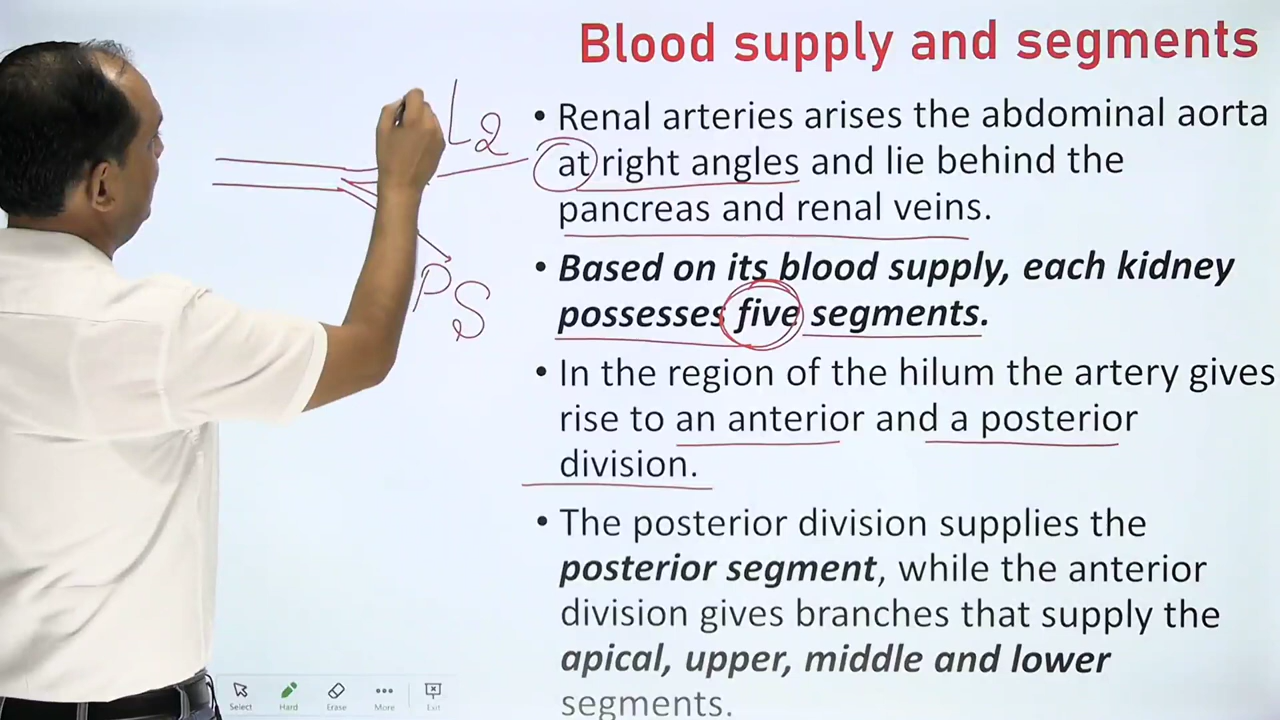 Blood supply and segments
• Renal arteries arises the abdominal aorta
at right angles and lie behind the
pancreas and renal veins.
• Based on its blood supply, each kidney
possesses five segments.
• In the region of the hilum the artery gives
rise to an anterior and a posterior
division.
• The posterior division supplies the
posterior segment, while the anterior
division gives branches that supply the
apical, upper, middle and lower
segments.
L2
PS
Select
Hard
Erase
More
Exit